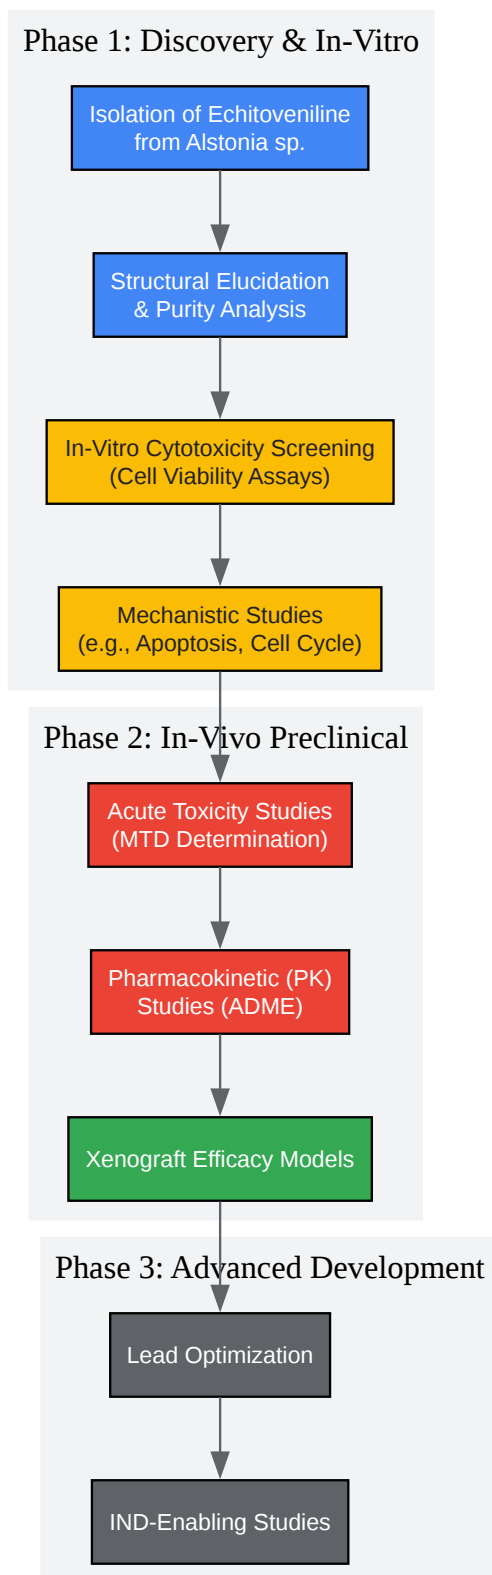 Phase 1: Discovery & In-Vitro
Isolation of Echitoveniline
from Alstonia sp.
Structural Elucidation
& Purity Analysis
In-Vitro Cytotoxicity Screening
(Cell Viability Assays)
Mechanistic Studies
(e.g., Apoptosis, Cell Cycle)
Phase 2: In-Vivo Preclinical
Acute Toxicity Studies
(MTD Determination)
Pharmacokinetic (PK)
Studies (ADME)
Xenograft Efficacy Models
Phase 3: Advanced Development
Lead Optimization
IND-Enabling Studies